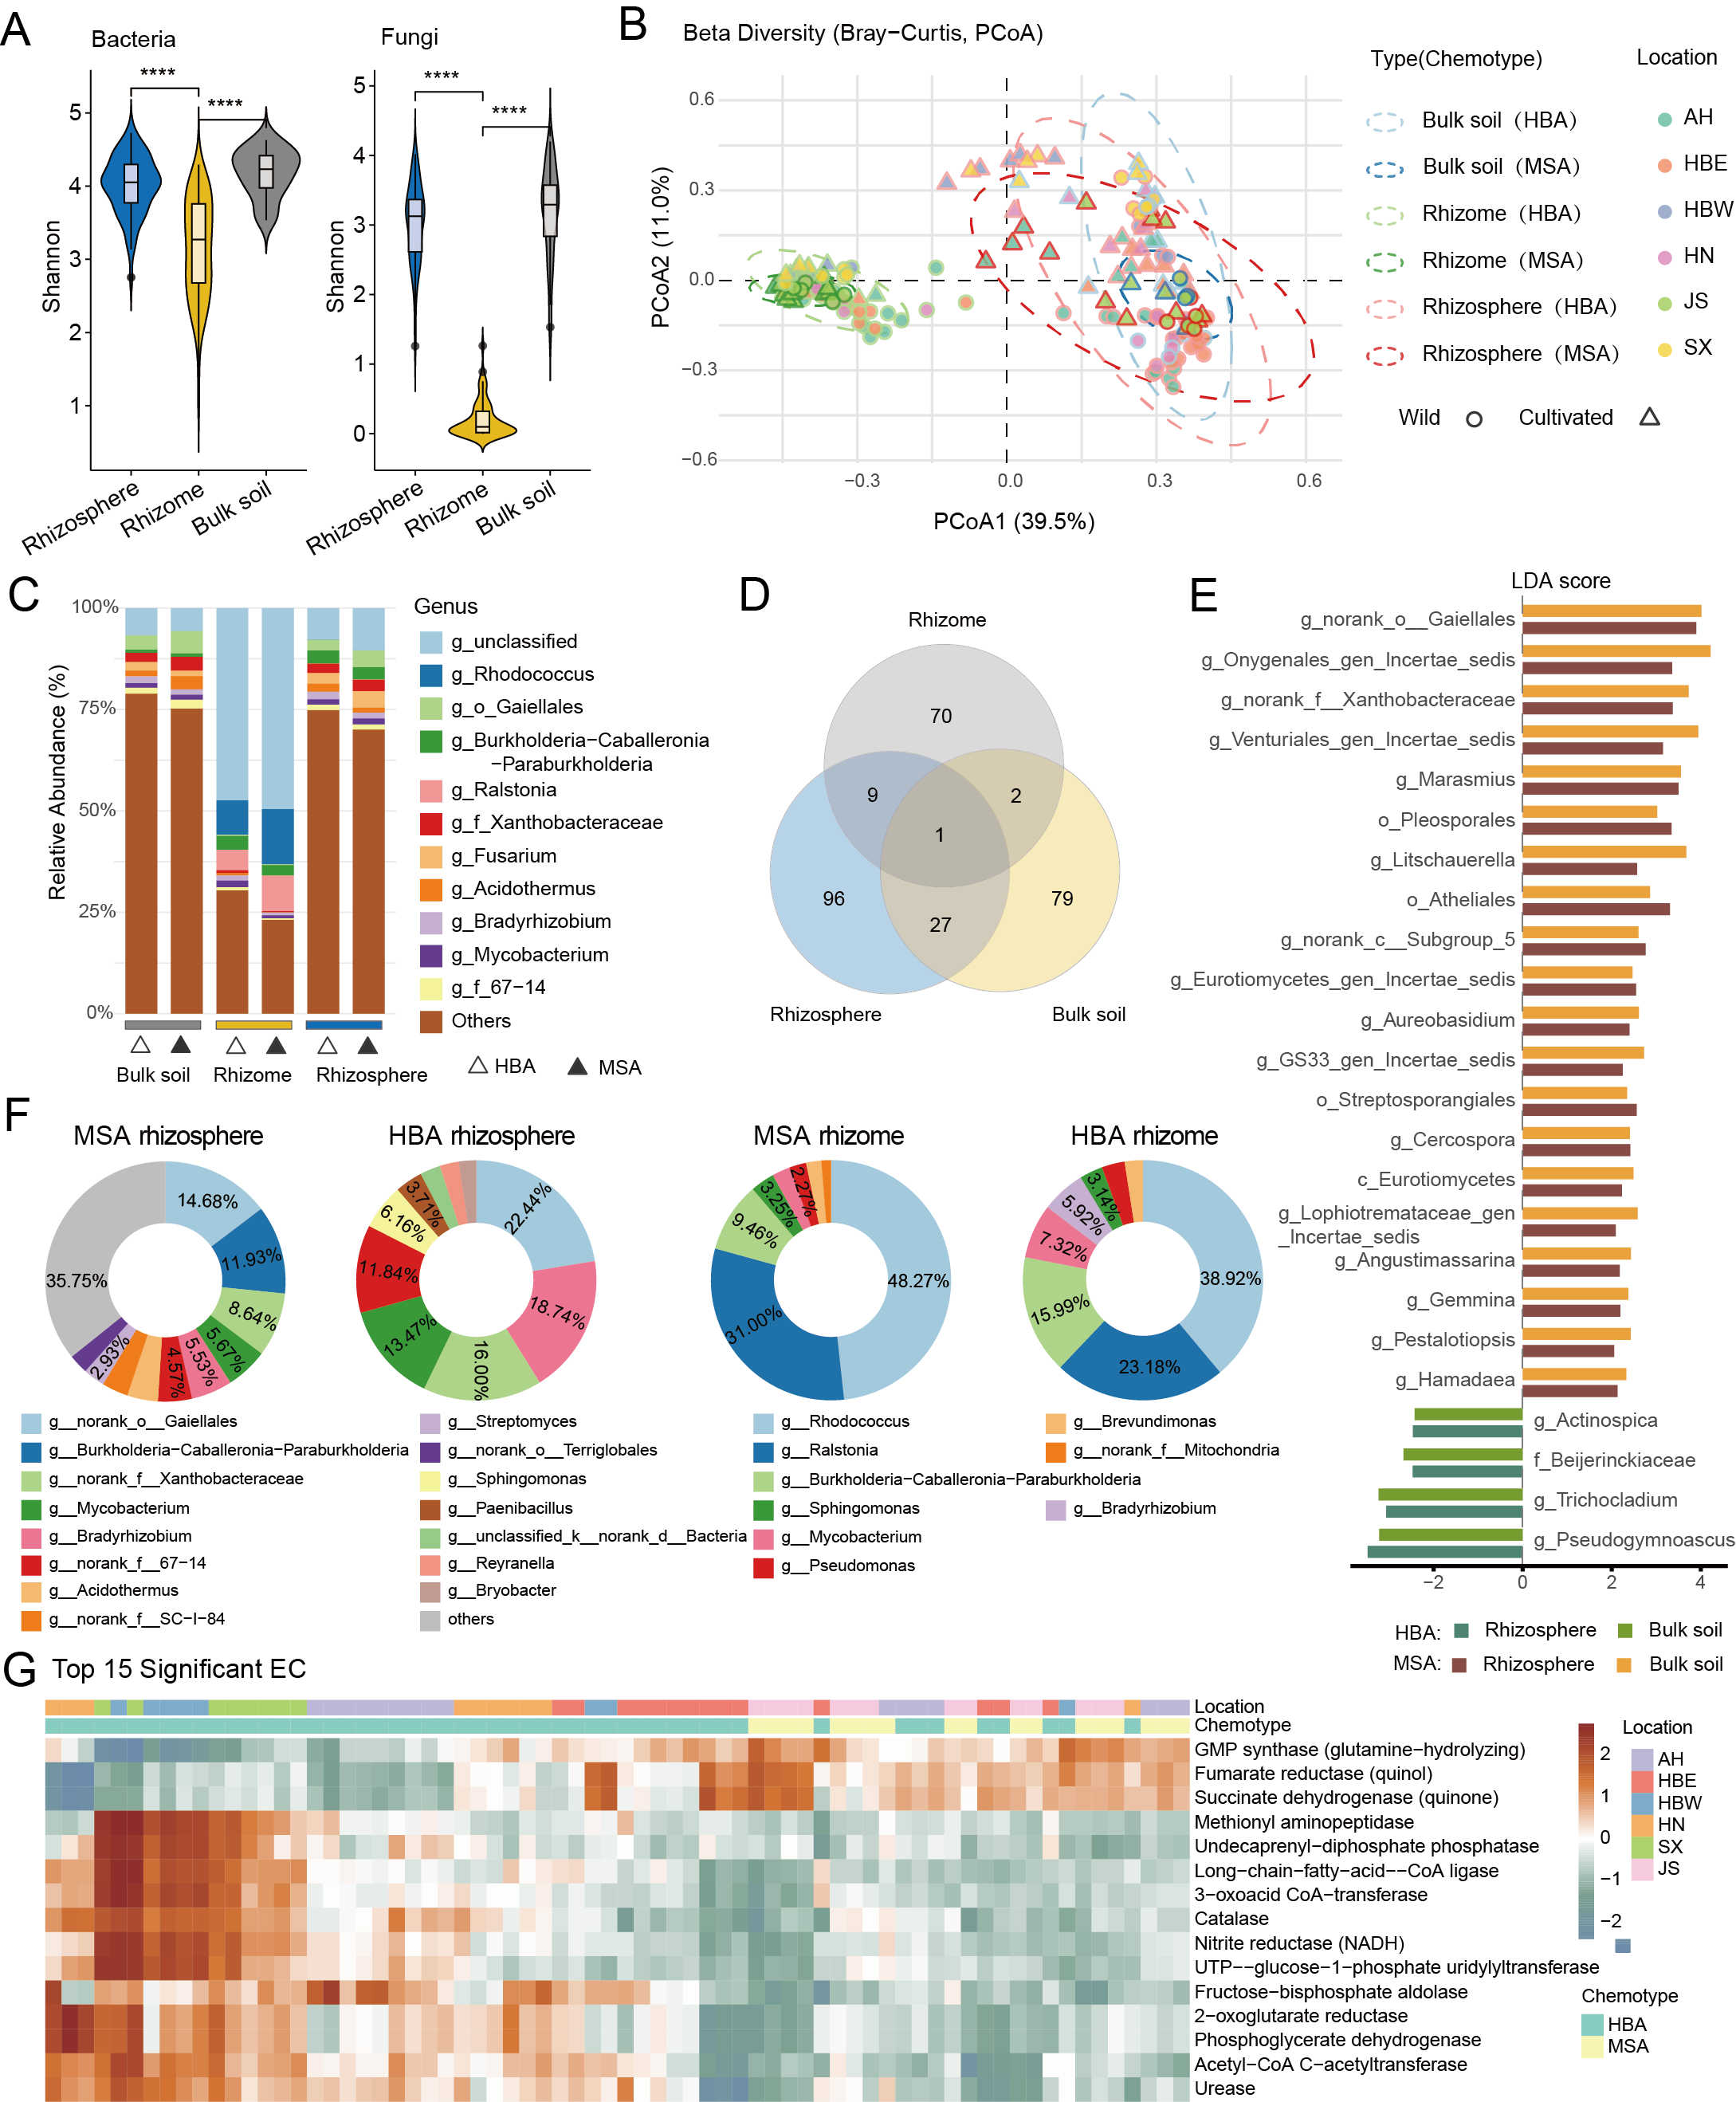 A
Bacteria
Fungi
****
****
****
****
Shannon
5
4
3
2
1
Rhizosphere
Rhizome
Bulk soil
Shannon
5
4
3
2
1
0
Rhizosphere
Rhizome
Bulk soil
B
Beta Diversity (Bray−Curtis, PCoA)
PCoA2 (11.0%)
0.6
0.3
0.0
−0.3
−0.6
−0.3
0.0
0.3
0.6
PCoA1 (39.5%)
Type(Chemotype)
Bulk soil (HBA)
Bulk soil (MSA)
Rhizome (HBA)
Rhizome (MSA)
Rhizosphere (HBA)
Rhizosphere (MSA)
Location
AH
HBE
HBW
HN
JS
SX
Wild
Cultivated
C
Relative Abundance (%)
100%
75%
50%
25%
0%
Bulk soil
Rhizome
Rhizosphere
Genus
g_unclassified
g_Rhodococcus
g_o_Gaiellales
g_Burkholderia−Caballeronia
−Paraburkholderia
g_Ralstonia
g_f_Xanthobacteraceae
g_Fusarium
g_Acidothermus
g_Bradyrhizobium
g_Mycobacterium
g_f_67−14
Others
HBA
MSA
D
Rhizome
70
9
2
1
96
27
79
Rhizosphere
Bulk soil
E
LDA score
g_norank_o__Gaiellales
g_Onygenales_gen_Incertae_sedis
g_norank_f__Xanthobacteraceae
g_Venturiales_gen_Incertae_sedis
g_Marasmius
o_Pleosporales
g_Litschauerella
o_Atheliales
g_norank_c__Subgroup_5
g_Eurotiomycetes_gen_Incertae_sedis
g_Aureobasidium
g_GS33_gen_Incertae_sedis
o_Streptosporangiales
g_Cercospora
c_Eurotiomycetes
g_Lophiotremataceae_gen
_Incertae_sedis
g_Angustimassarina
g_Gemmina
g_Pestalotiopsis
g_Hamadaea
g_Actinospica
f_Beijerinckiaceae
g_Trichocladium
g_Pseudogymnoascus
−2
0
2
4
HBA:
Rhizosphere
Bulk soil
MSA:
Rhizosphere
Bulk soil
F
MSA rhizosphere
14.68%
11.93%
8.64%
5.67%
5.53%
4.57%
2.93%
35.75%
HBA rhizosphere
22.44%
18.74%
16.00%
13.47%
11.84%
6.16%
3.71%
MSA rhizome
48.27%
31.00%
9.46%
3.25%
2.27%
HBA rhizome
38.92%
23.18%
15.99%
7.32%
5.92%
3.14%
g__norank_o__Gaiellales
g__Burkholderia−Caballeronia−Paraburkholderia
g__norank_f__Xanthobacteraceae
g__Mycobacterium
g__Bradyrhizobium
g__norank_f__67−14
g__Acidothermus
g__norank_f__SC−I−84
g__Streptomyces
g__norank_o__Terriglobales
g__Sphingomonas
g__Paenibacillus
g__unclassified_k__norank_d__Bacteria
g__Reyranella
g__Bryobacter
others
g__Rhodococcus
g__Ralstonia
g__Burkholderia−Caballeronia−Paraburkholderia
g__Sphingomonas
g__Mycobacterium
g__Pseudomonas
g__Brevundimonas
g__norank_f__Mitochondria
g__Bradyrhizobium
G
Top 15 Significant EC
Location
Chemotype
GMP synthase (glutamine−hydrolyzing)
Fumarate reductase (quinol)
Succinate dehydrogenase (quinone)
Methionyl aminopeptidase
Undecaprenyl−diphosphate phosphatase
Long−chain−fatty−acid−−CoA ligase
3−oxoacid CoA−transferase
Catalase
Nitrite reductase (NADH)
UTP−−glucose−1−phosphate uridylyltransferase
Fructose−bisphosphate aldolase
2−oxoglutarate reductase
Phosphoglycerate dehydrogenase
Acetyl−CoA C−acetyltransferase
Urease
2
1
0
−1
−2
Location
AH
HBE
HBW
HN
SX
JS
Chemotype
HBA
MSA